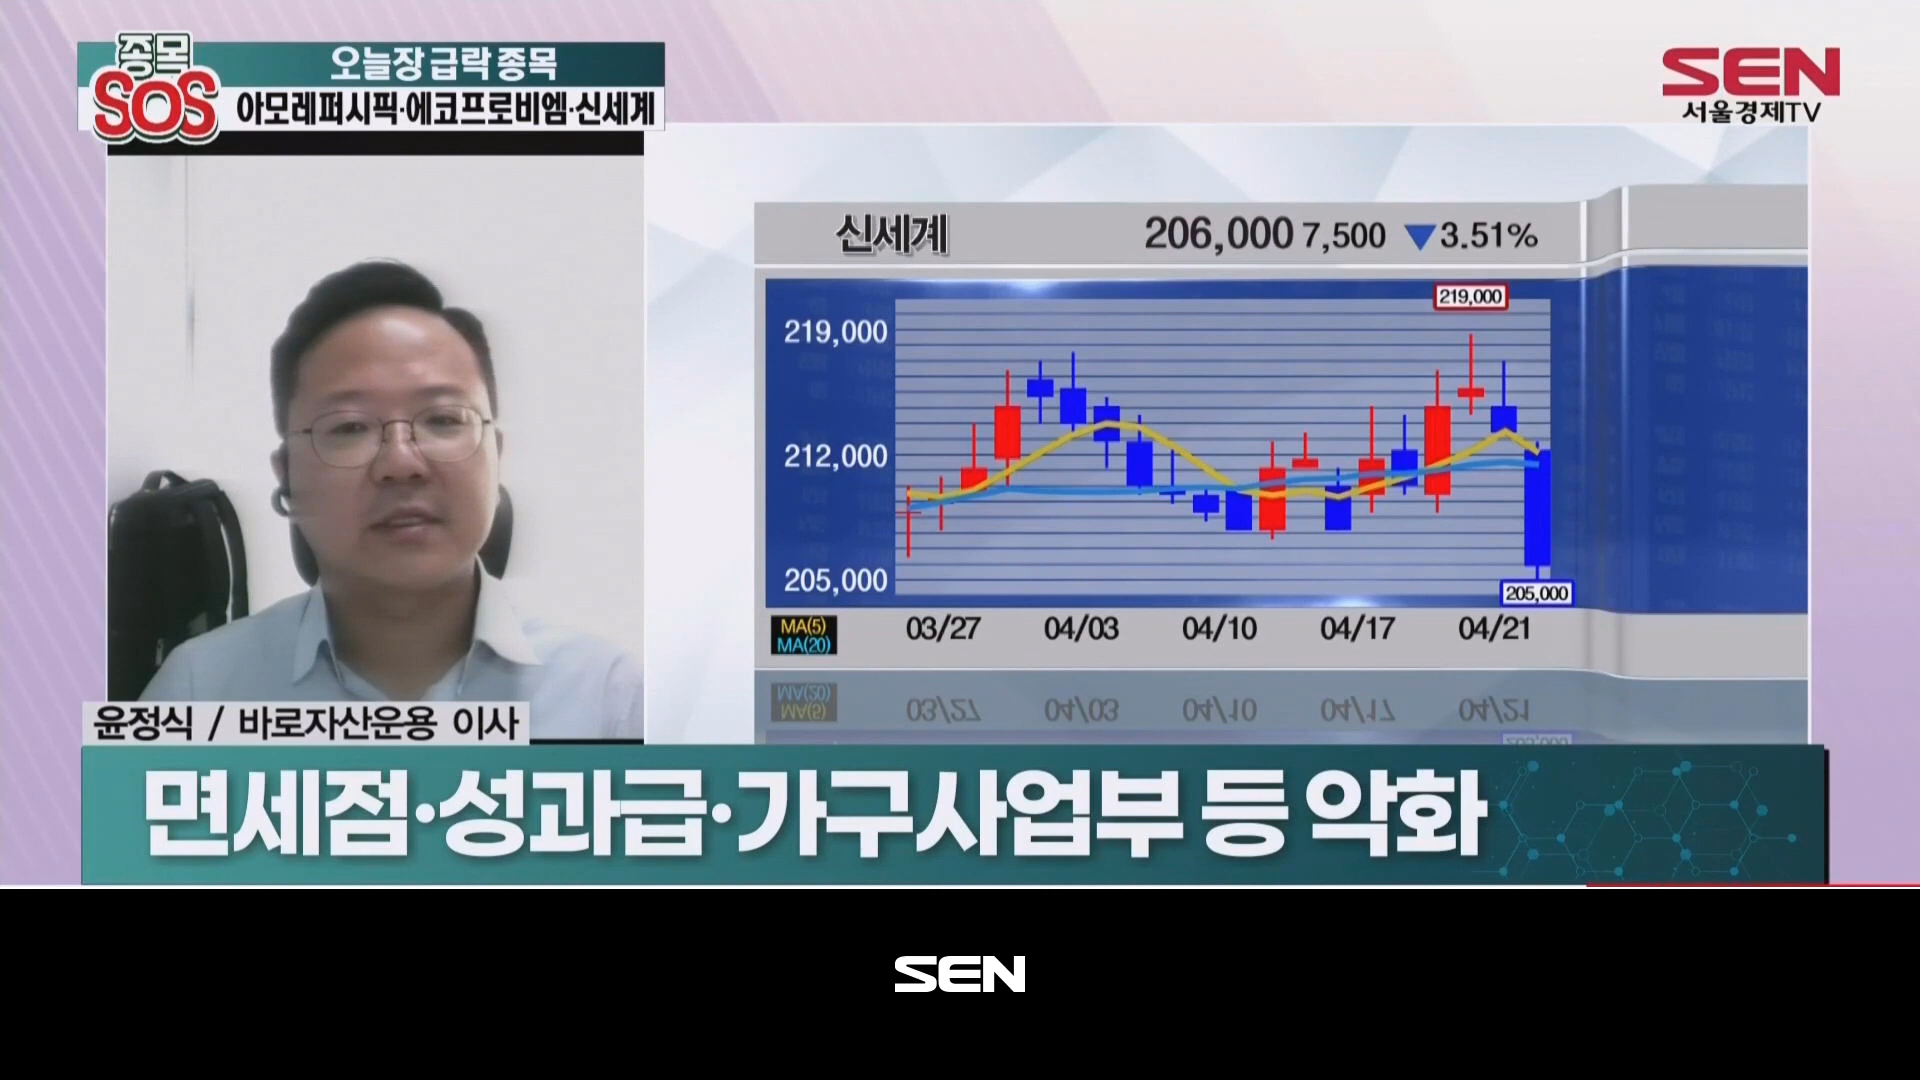 종목
SOS
오늘장 급락 종목
아모레퍼시픽·에코프로비엠·신세계
SEN
서울경제TV
신세계 206,000 7,500 ▼3.51%
219,000
219,000
212,000
205,000
205,000
MA(5)
MA(20)
03/27 04/03 04/10 04/17 04/21
윤정식 / 바로자산운용 이사
면세점·성과급·가구사업부 등 악화
SEN